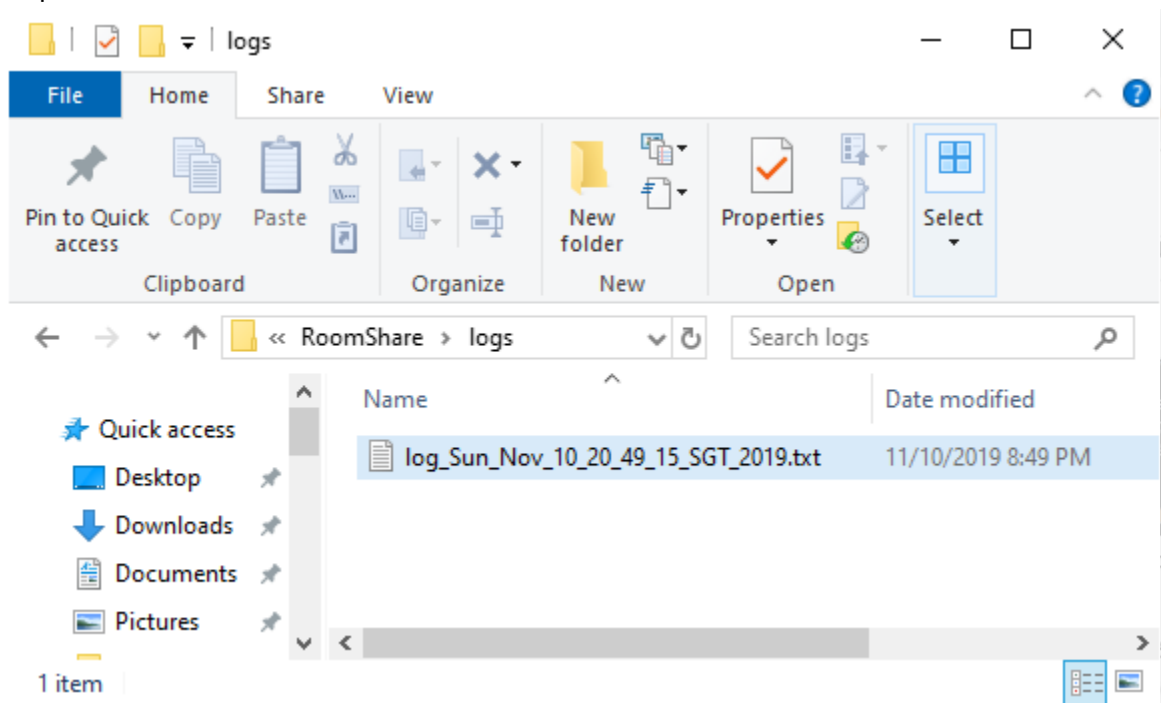 logs
File Home Share View
Pin to Quick access
Copy
Paste
New folder
Properties
Select
Clipboard Organize New Open
« RoomShare > logs
Search logs
Name Date modified
Quick access
log_Sun_Nov_10_20_49_15_SGT_2019.txt 11/10/2019 8:49 PM
Desktop
Downloads
Documents
Pictures
1 item